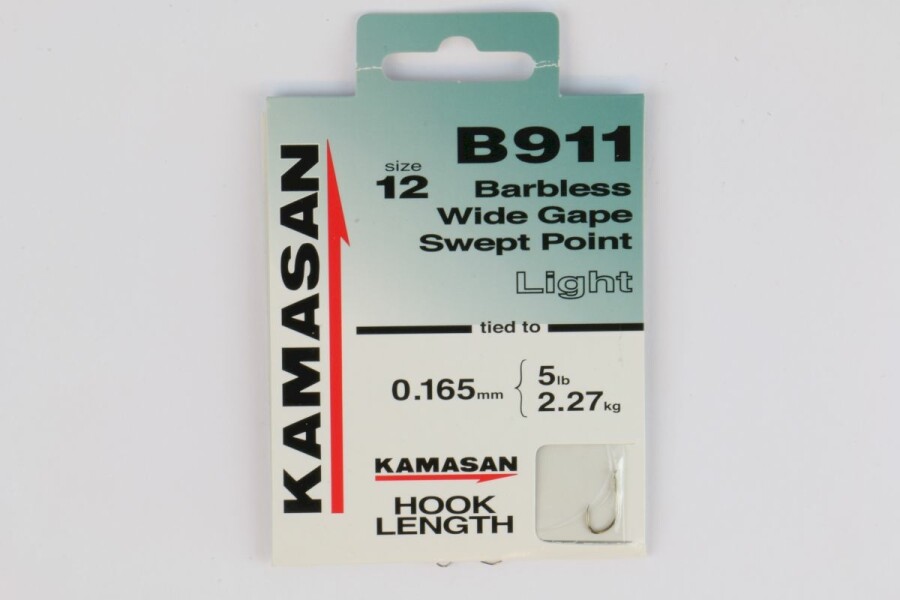 KAMASAN
B911
size
12
Barbless
Wide Gape
Swept Point
Light
tied to
0.165mm { 5lb
2.27kg
KAMASAN
HOOK
LENGTH